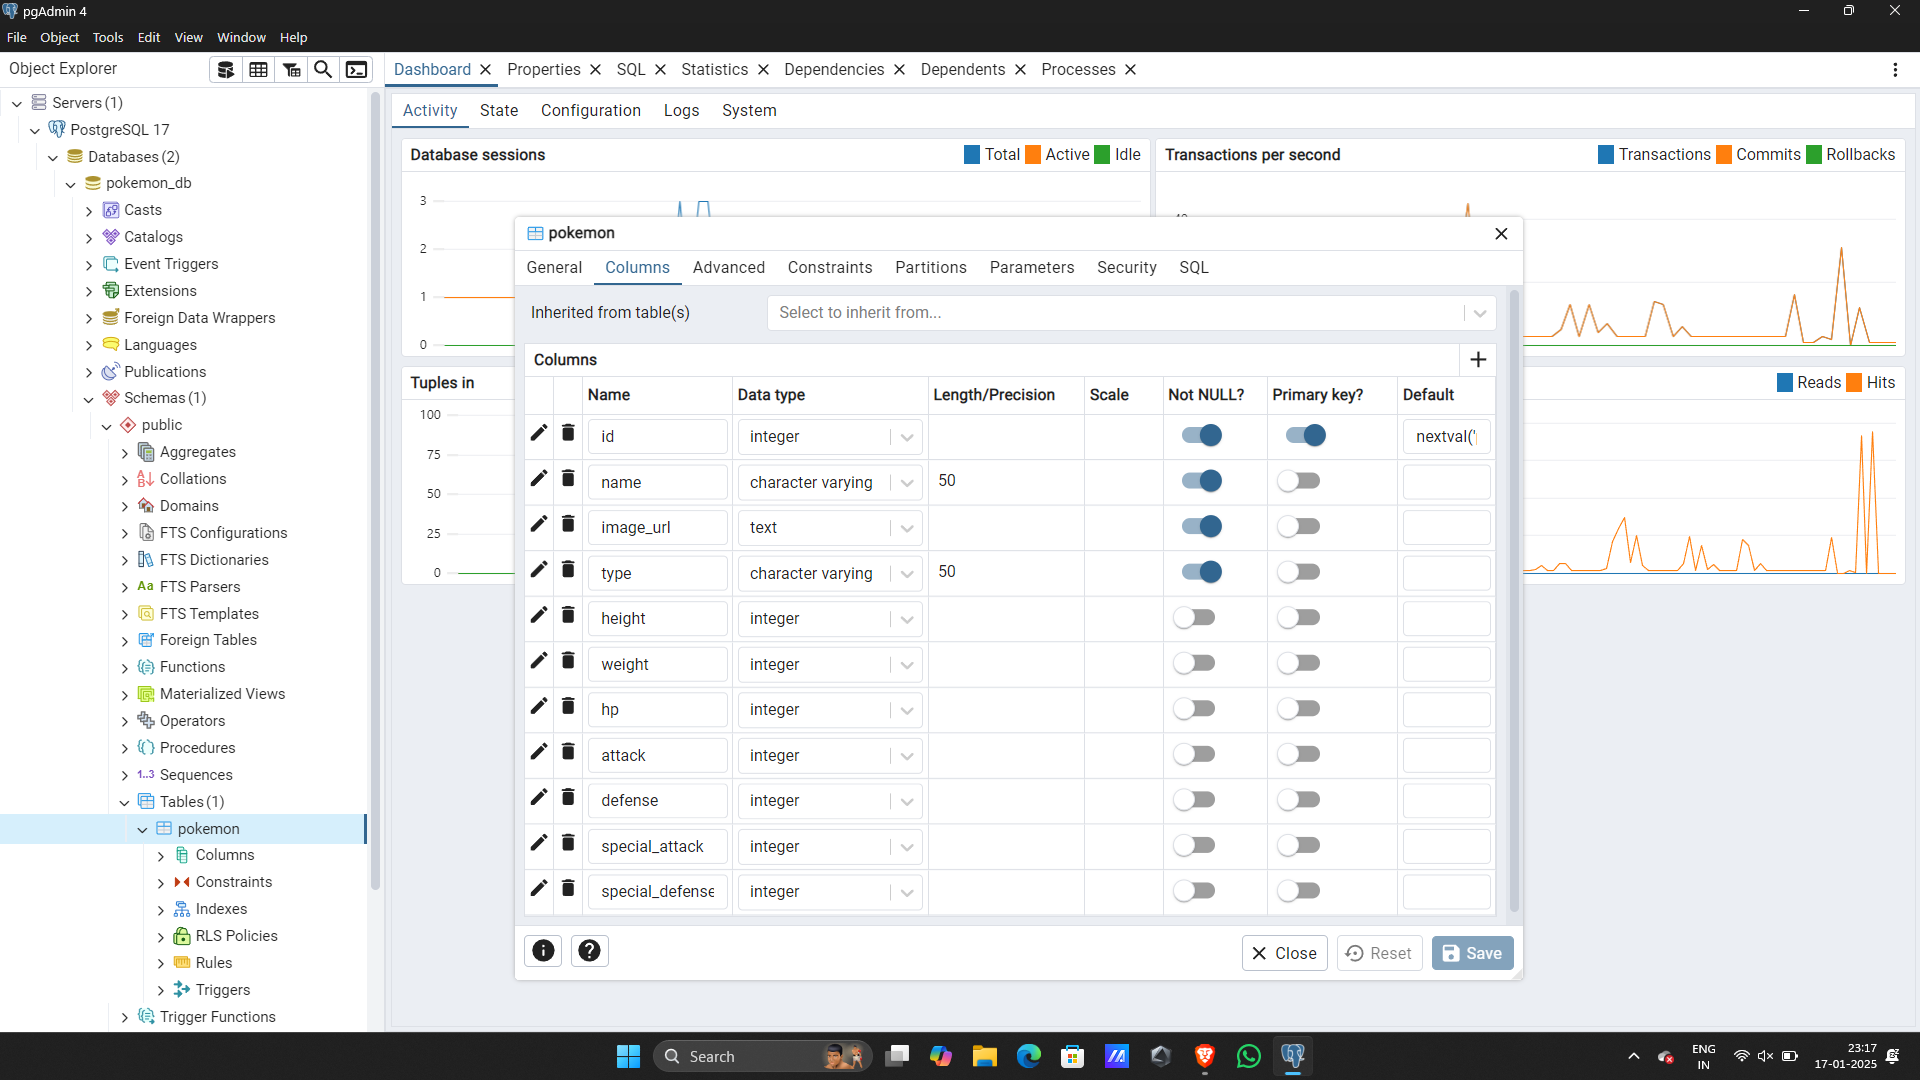 pgAdmin 4
File Object Tools Edit View Window Help
Object Explorer
Dashboard Properties SQL Statistics Dependencies Dependents Processes
Activity State Configuration Logs System
Servers (1)
PostgreSQL 17
Databases (2)
pokemon_db
Casts
Catalogs
Event Triggers
Extensions
Foreign Data Wrappers
Languages
Publications
Schemas (1)
public
Aggregates
Collations
Domains
FTS Configurations
FTS Dictionaries
Aa FTS Parsers
FTS Templates
Foreign Tables
Functions
Materialized Views
Operators
Procedures
1..3 Sequences
Tables (1)
pokemon
Columns
Constraints
Indexes
RLS Policies
Rules
Triggers
Trigger Functions
Database sessions Total Active Idle
3
2
1
0
Transactions per second Transactions Commits Rollbacks
Tuples in
100
75
50
25
0
Reads Hits
pokemon
General Columns Advanced Constraints Partitions Parameters Security SQL
Inherited from table(s) Select to inherit from...
Columns
Name Data type Length/Precision Scale Not NULL? Primary key? Default
id integer nextval('
name character varying 50
image_url text
type character varying 50
height integer
weight integer
hp integer
attack integer
defense integer
special_attack integer
special_defense integer
Close Reset Save
Search
ENG
IN
23:17
17-01-2025